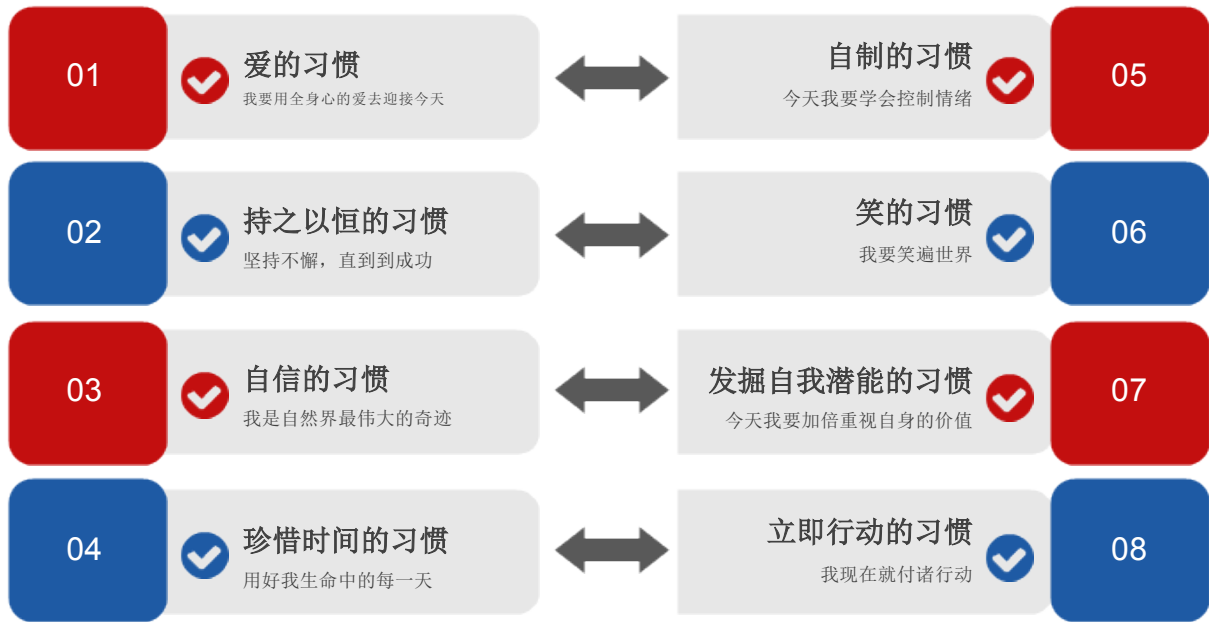 01
爱的习惯
我要用全身心的爱去迎接今天
自制的习惯
今天我要学会控制情绪
05
02
持之以恒的习惯
坚持不懈，直到到成功
笑的习惯
我要笑遍世界
06
03
自信的习惯
我是自然界最伟大的奇迹
发掘自我潜能的习惯
今天我要加倍重视自身的价值
07
04
珍惜时间的习惯
用好我生命中的每一天
立即行动的习惯
我现在就付诸行动
08